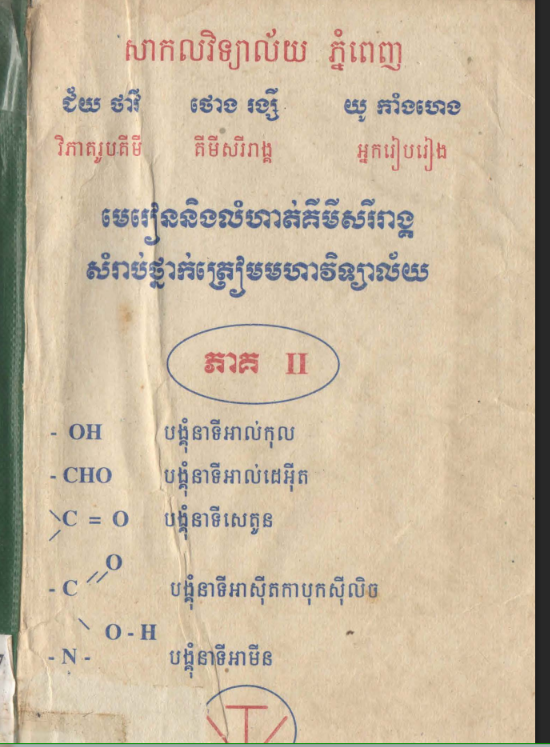 សាកលវិទ្យាល័យ ភ្នំពេញ
ជ័យ ថាវី ថោង រង្សី យូ កាំងហេង
វិភាគរូបគីមី គីមីសរីរាង្គ អ្នករៀបរៀង
មេរៀននិងលំហាត់គីមីសរីរាង្គ
សំរាប់ថ្នាក់ត្រៀមមហាវិទ្យាល័យ
ភាគ II
- OH បង្គុំនាទីអាល់កុល
- CHO បង្គុំនាទីអាល់ដេអ៊ីត
C = O បង្គុំនាទីសេតូន
O
- C បង្គុំនាទីអាស៊ីតកាបុកស៊ីលិច
O - H
- N - បង្គុំនាទីអាមីន